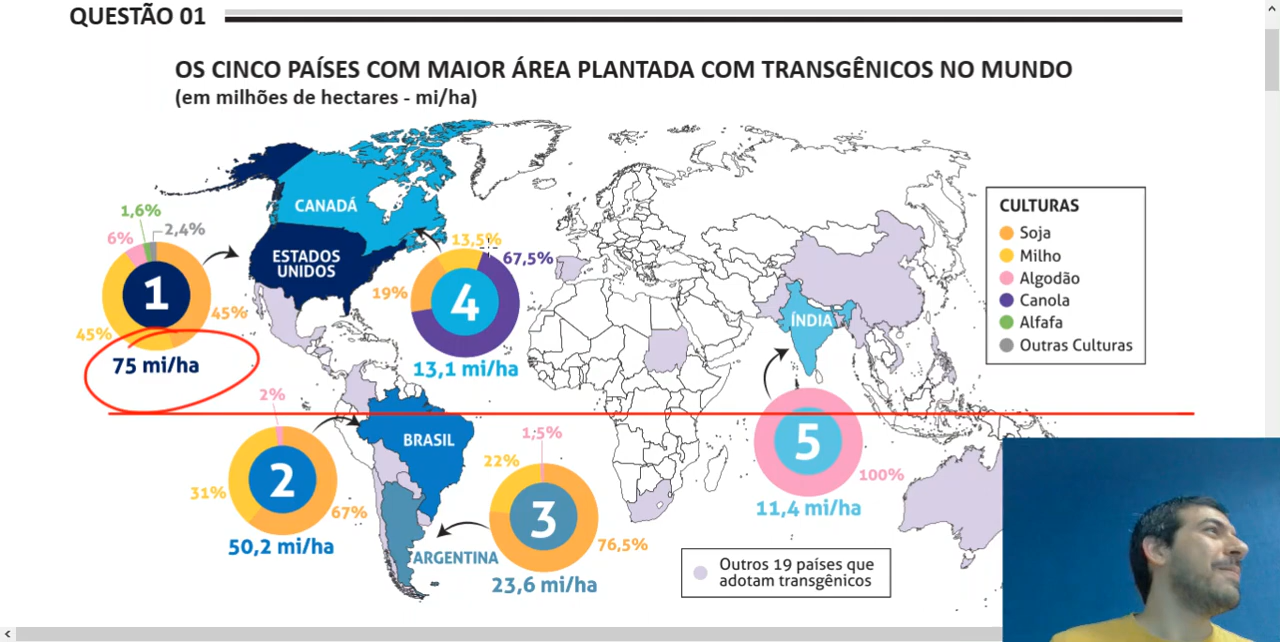 QUESTÃO 01
OS CINCO PAÍSES COM MAIOR ÁREA PLANTADA COM TRANSGÊNICOS NO MUNDO
(em milhões de hectares - mi/ha)
CANADÁ
ESTADOS
UNIDOS
1,6%
2,4%
6%
1
45%
45%
75 mi/ha
13,5%
67,5%
19%
4
13,1 mi/ha
ÍNDIA
CULTURAS
Soja
Milho
Algodão
Canola
Alfafa
Outras Culturas
2%
BRASIL
2
31%
67%
50,2 mi/ha
1,5%
22%
3
76,5%
ARGENTINA
23,6 mi/ha
5
100%
11,4 mi/ha
Outros 19 países que
adotam transgênicos